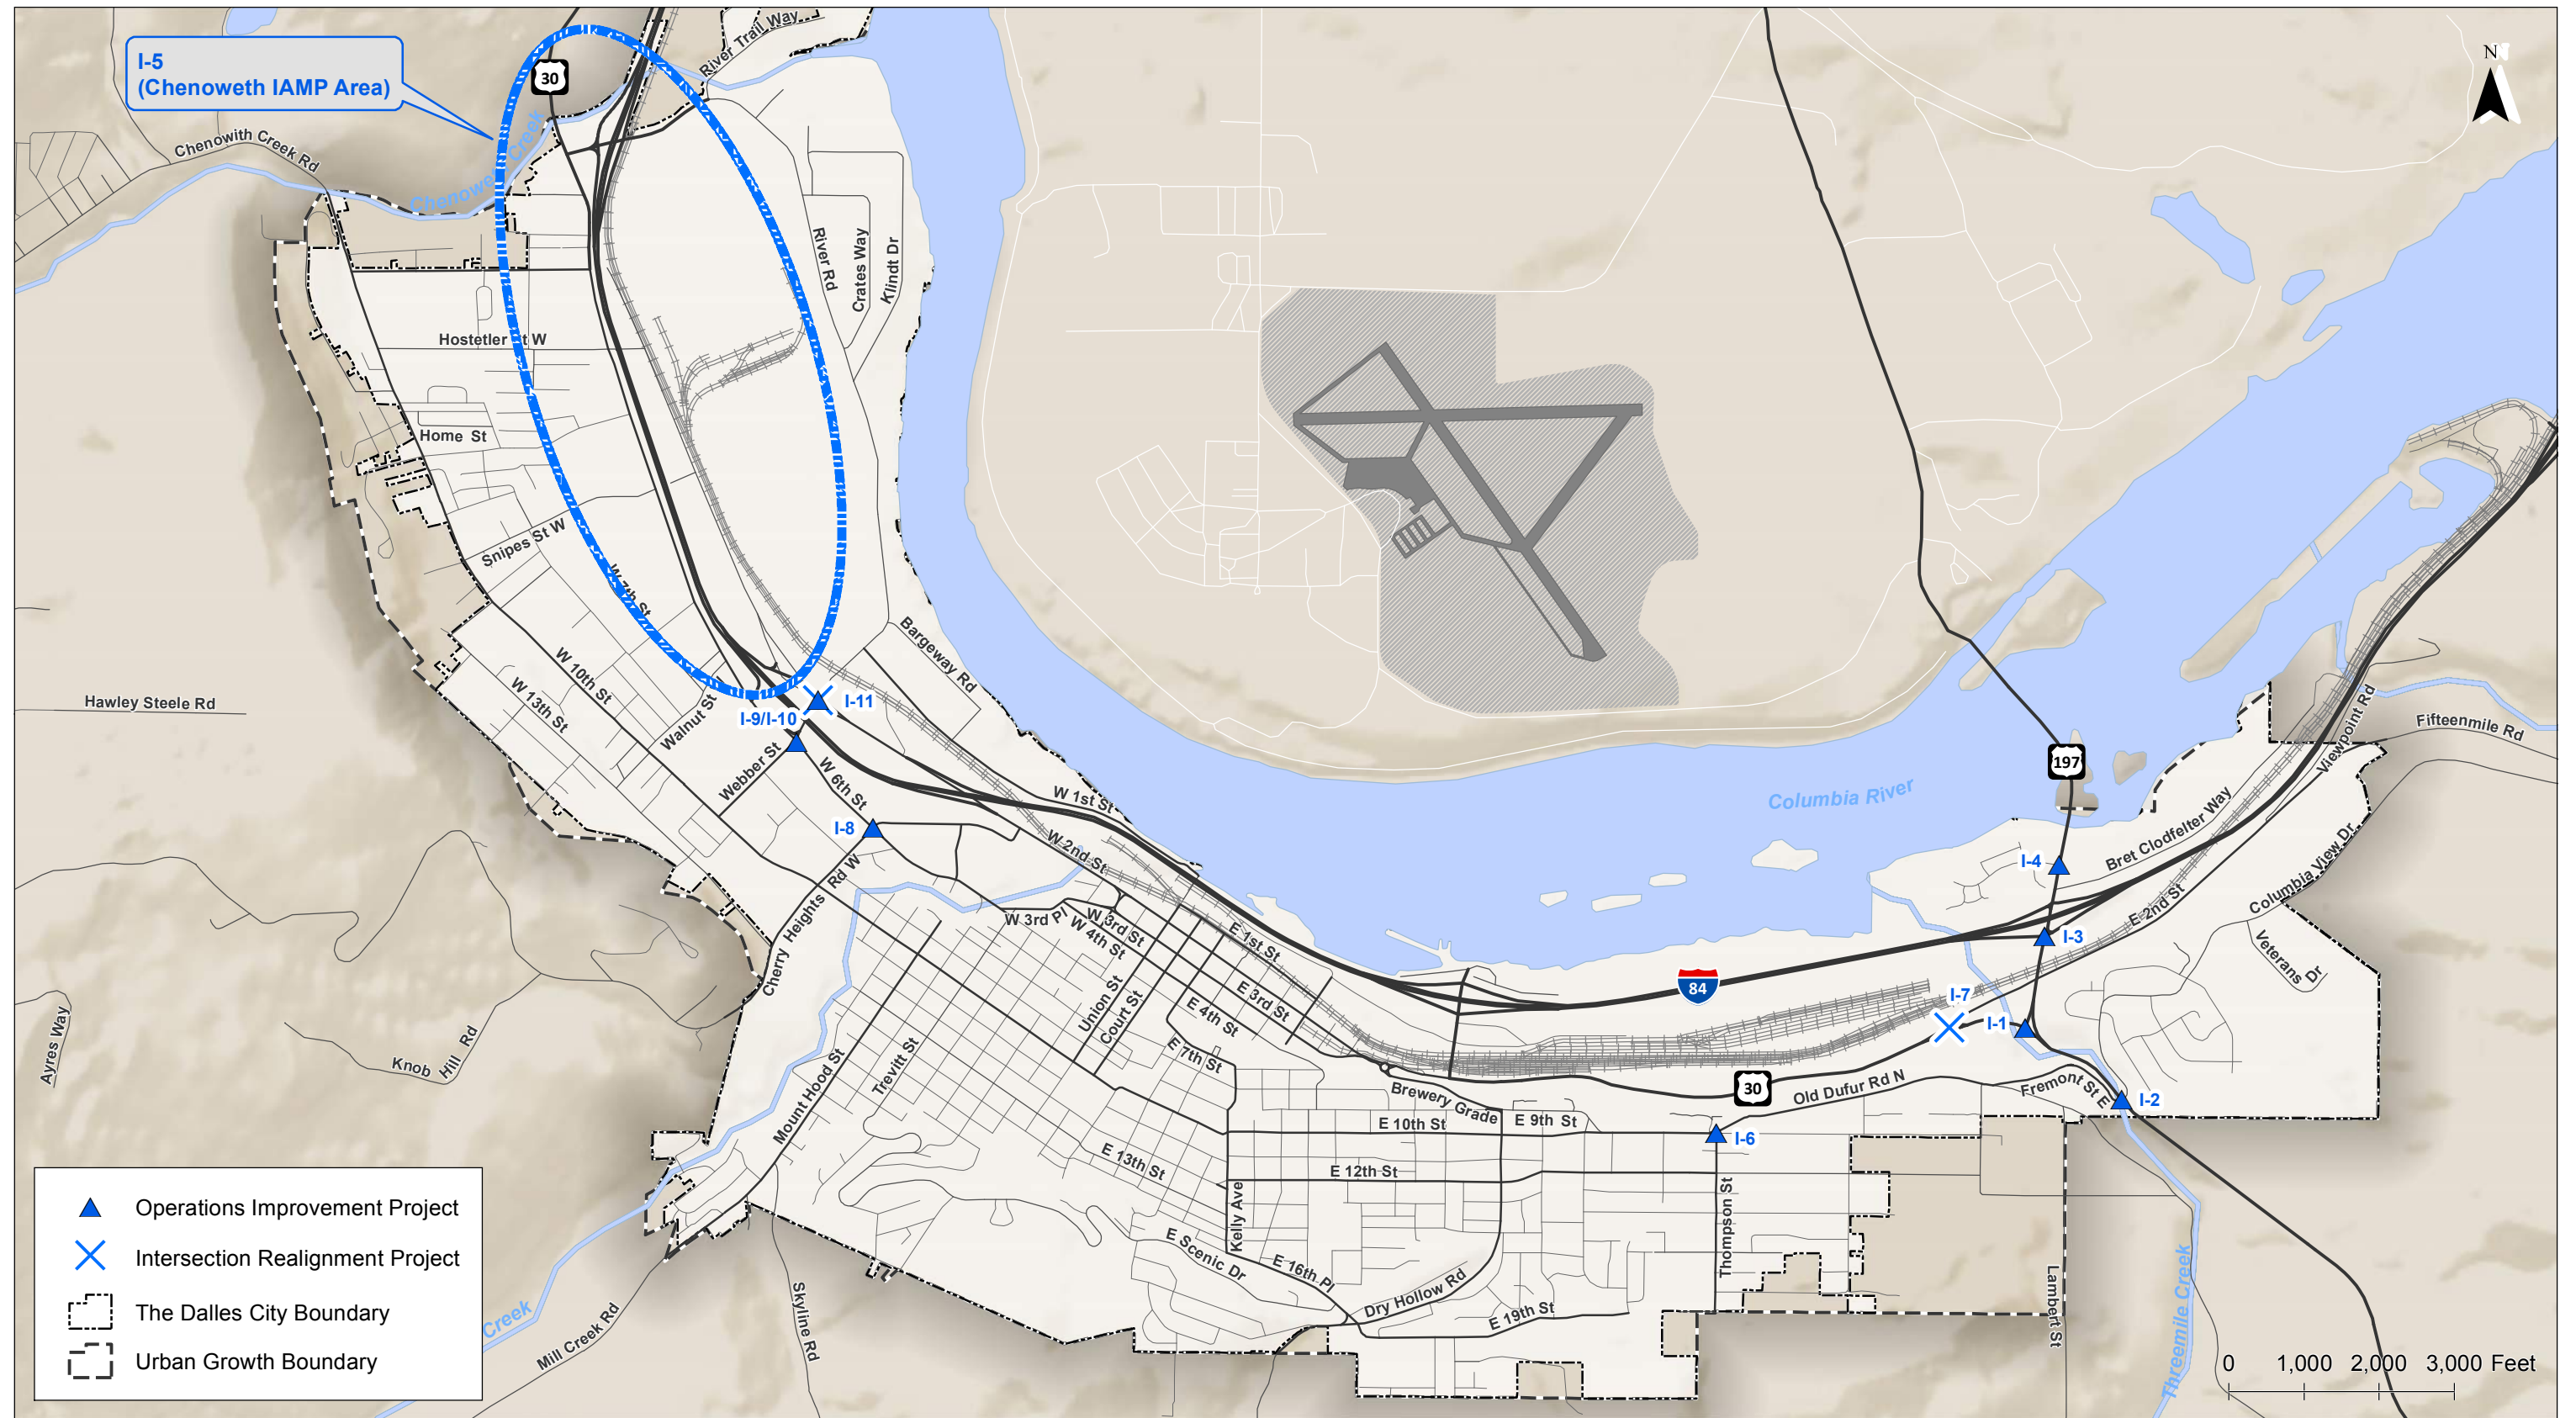 I-5
(Chenoweth IAMP Area)
30
River Trail Way
N
Chenowith Creek Rd
Chenoweth Creek
River Rd
Crates Way
Klindt Dr
Hostetler St W
Home St
Snipes St W
W 7th St
Bargeway Rd
W 10th St
W 13th St
Hawley Steele Rd
Walnut St
I-9/I-10
I-11
Webber St
W 6th St
I-8
W 1st St
W 2nd St
Columbia River
197
Viewpoint Rd
Fifteenmile Rd
Bret Clodfelter Way
I-4
Columbia View Dr
E 2nd St
I-3
Veterans Dr
Cherry Heights Rd W
W 3rd Pl
W 3rd St
W 4th St
E 1st St
Union St
Court St
E 3rd St
E 4th St
E 7th St
84
I-7
I-1
Ayres Way
Knob Hill Rd
Mount Hood St
Trevitt St
Brewery Grade
30
Old Dufur Rd N
Fremont St E
I-2
E 10th St
E 9th St
I-6
E 13th St
E 12th St
Kelly Ave
Thompson St
E Scenic Dr
E 16th Pl
Dry Hollow Rd
E 19th St
Lambert St
Threemile Creek
Skyline Rd
Mill Creek Rd
Creek
Operations Improvement Project
Intersection Realignment Project
The Dalles City Boundary
Urban Growth Boundary
0 1,000 2,000 3,000 Feet